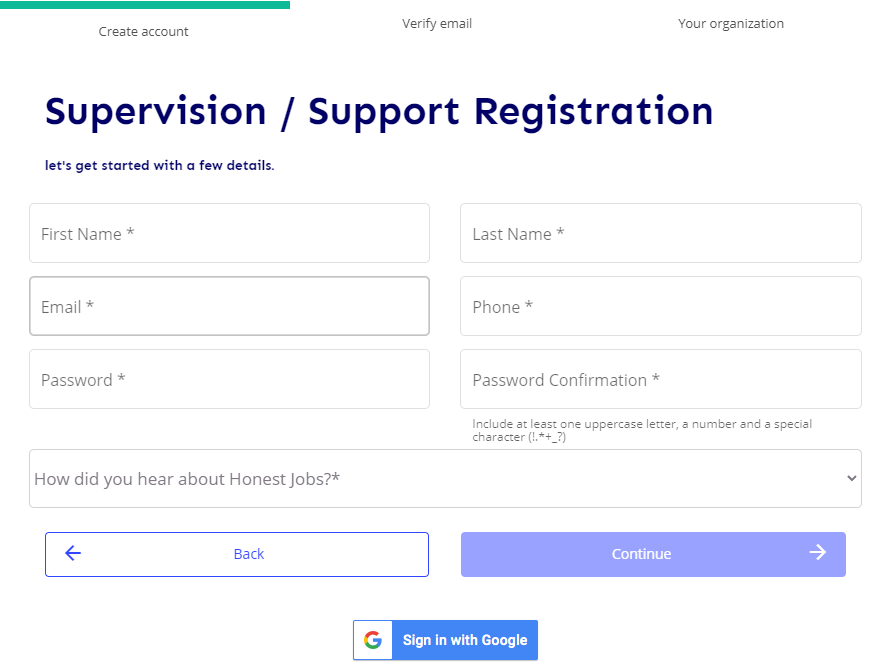 Create account
Verify email
Your organization
Supervision / Support Registration
let's get started with a few details.
First Name *
Last Name *
Email *
Phone *
Password *
Password Confirmation *
Include at least one uppercase letter, a number and a special
character (!.*+_?)
How did you hear about Honest Jobs?*
Back
Continue
Sign in with Google